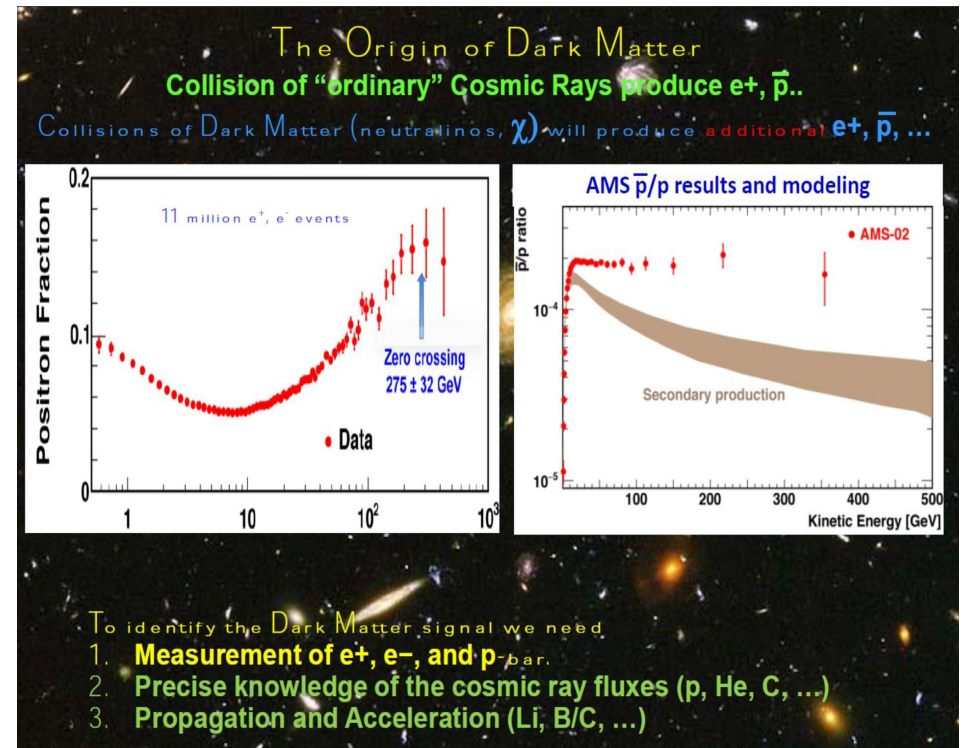 The Origin of Dark Matter
Collision of “ordinary” Cosmic Rays produce e+, p̅..
Collisions of Dark Matter (neutralinos, χ) will produce additional e+, p̅, ...
0.2
0.1
0
Positron Fraction
11 million e⁺, e⁻ events
Zero crossing
275 ± 32 GeV
Data
1 10 10² 10³
AMS p̅/p results and modeling
p̅/p ratio
AMS-02
10⁻⁴
Secondary production
10⁻⁵
100 200 300 400 500
Kinetic Energy [GeV]
To identify the Dark Matter signal we need
1. Measurement of e+, e−, and p-bar.
2. Precise knowledge of the cosmic ray fluxes (p, He, C, ...)
3. Propagation and Acceleration (Li, B/C, ...)